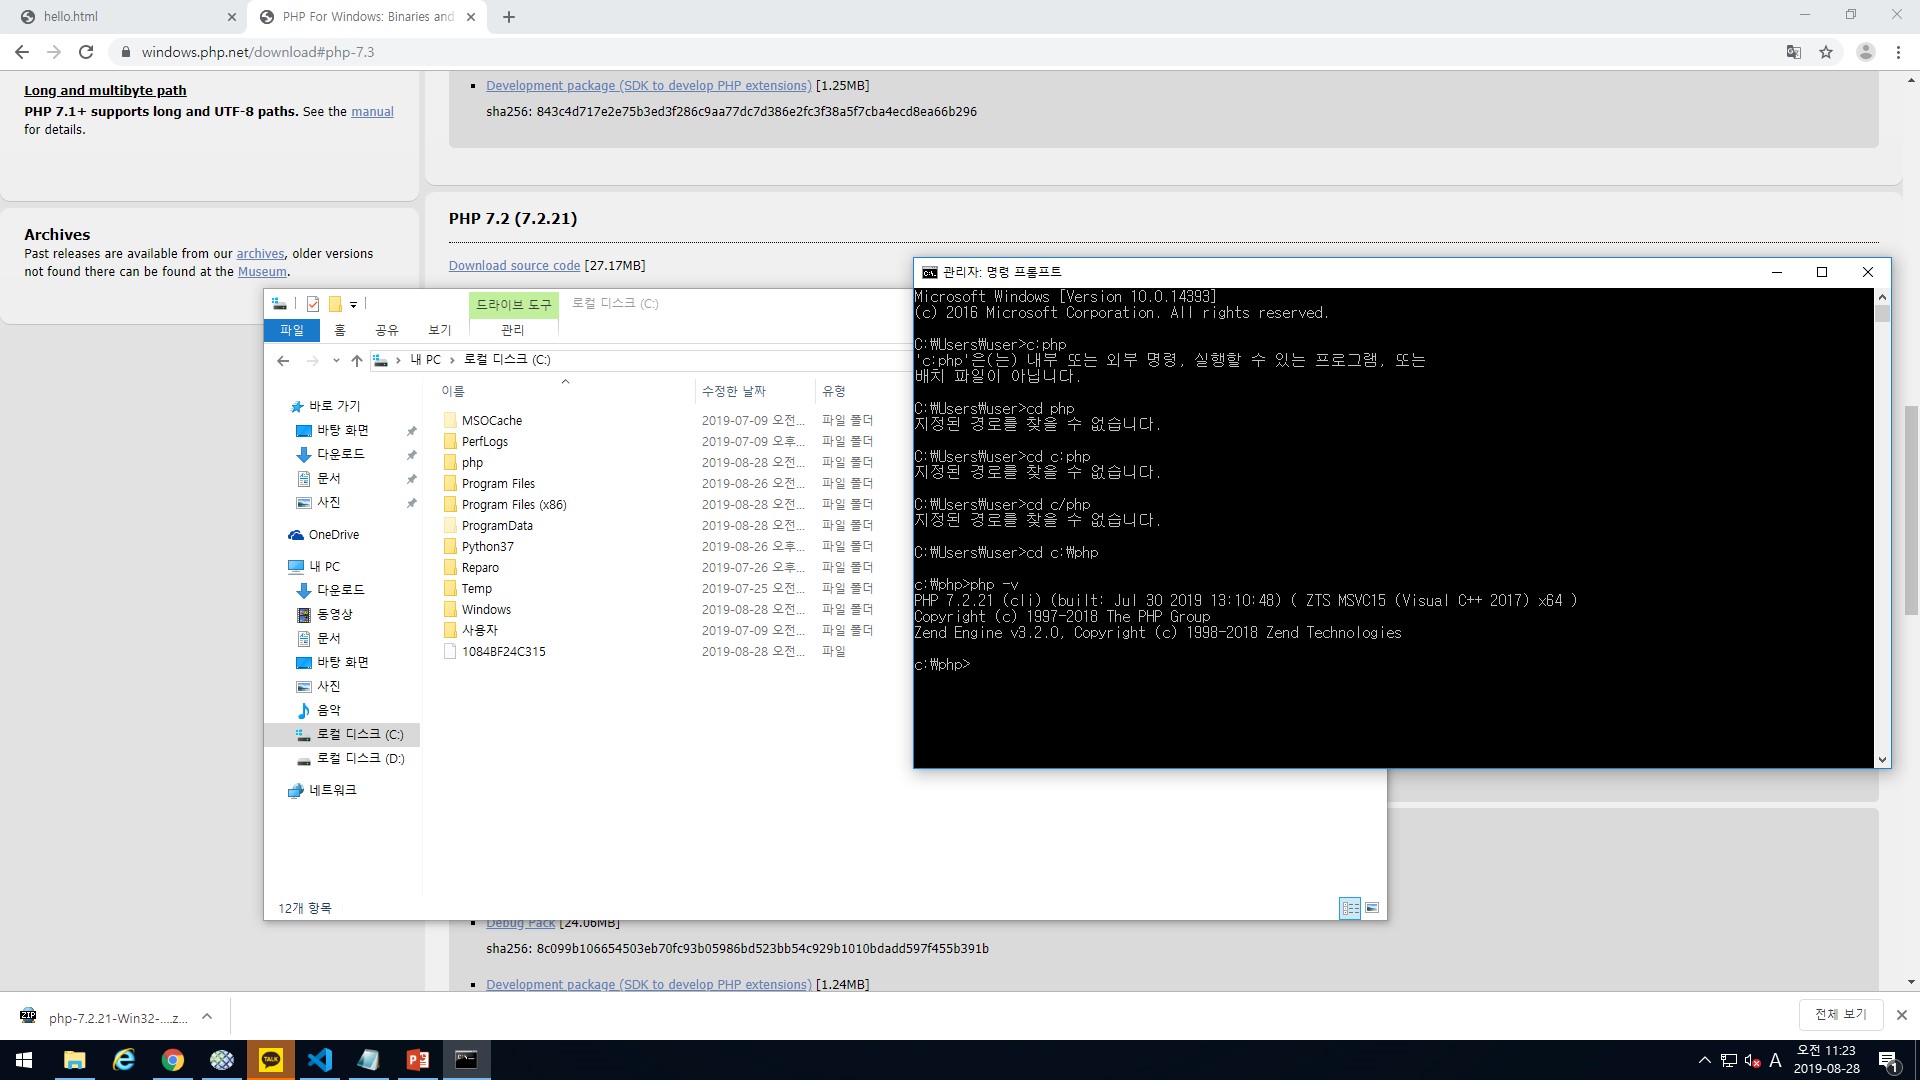 hello.html
PHP For Windows: Binaries and
windows.php.net/download#php-7.3
Long and multibyte path
PHP 7.1+ supports long and UTF-8 paths. See the manual
for details.
Archives
Past releases are available from our archives, older versions
not found there can be found at the Museum.
Development package (SDK to develop PHP extensions) [1.25MB]
sha256: 843c4d717e2e75b3ed3f286c9aa77dc7d386e2fc3f38a5f7cba4ecd8ea66b296
PHP 7.2 (7.2.21)
Download source code [27.17MB]
드라이브 도구
로컬 디스크 (C:)
파일
홈
공유
보기
관리
내 PC
로컬 디스크 (C:)
이름
수정한 날짜
유형
바로 가기
바탕 화면
다운로드
문서
사진
OneDrive
내 PC
다운로드
동영상
문서
바탕 화면
사진
음악
로컬 디스크 (C:)
로컬 디스크 (D:)
네트워크
MSOCache 2019-07-09 오전... 파일 폴더
PerfLogs 2019-07-09 오후... 파일 폴더
php 2019-08-28 오전... 파일 폴더
Program Files 2019-08-26 오전... 파일 폴더
Program Files (x86) 2019-08-28 오전... 파일 폴더
ProgramData 2019-08-28 오전... 파일 폴더
Python37 2019-08-26 오후... 파일 폴더
Reparo 2019-07-26 오후... 파일 폴더
Temp 2019-07-25 오전... 파일 폴더
Windows 2019-08-28 오전... 파일 폴더
사용자 2019-07-09 오전... 파일 폴더
1084BF24C315 2019-08-28 오전... 파일
12개 항목
관리자: 명령 프롬프트
Microsoft Windows [Version 10.0.14393]
(c) 2016 Microsoft Corporation. All rights reserved.
C:₩Users₩user>c:php
'c:php'은(는) 내부 또는 외부 명령, 실행할 수 있는 프로그램, 또는
배치 파일이 아닙니다.
C:₩Users₩user>cd php
지정된 경로를 찾을 수 없습니다.
C:₩Users₩user>cd c:php
지정된 경로를 찾을 수 없습니다.
C:₩Users₩user>cd c/php
지정된 경로를 찾을 수 없습니다.
C:₩Users₩user>cd c:₩php
c:₩php>php -v
PHP 7.2.21 (cli) (built: Jul 30 2019 13:10:48) ( ZTS MSVC15 (Visual C++ 2017) x64 )
Copyright (c) 1997-2018 The PHP Group
Zend Engine v3.2.0, Copyright (c) 1998-2018 Zend Technologies
c:₩php>
Debug Pack [24.06MB]
sha256: 8c099b106654503eb70fc93b05986bd523bb54c929b1010bdadd597f455b391b
Development package (SDK to develop PHP extensions) [1.24MB]
ZIP
php-7.2.21-Win32-....z...
전체 보기
TALK
A
오전 11:23
2019-08-28
1